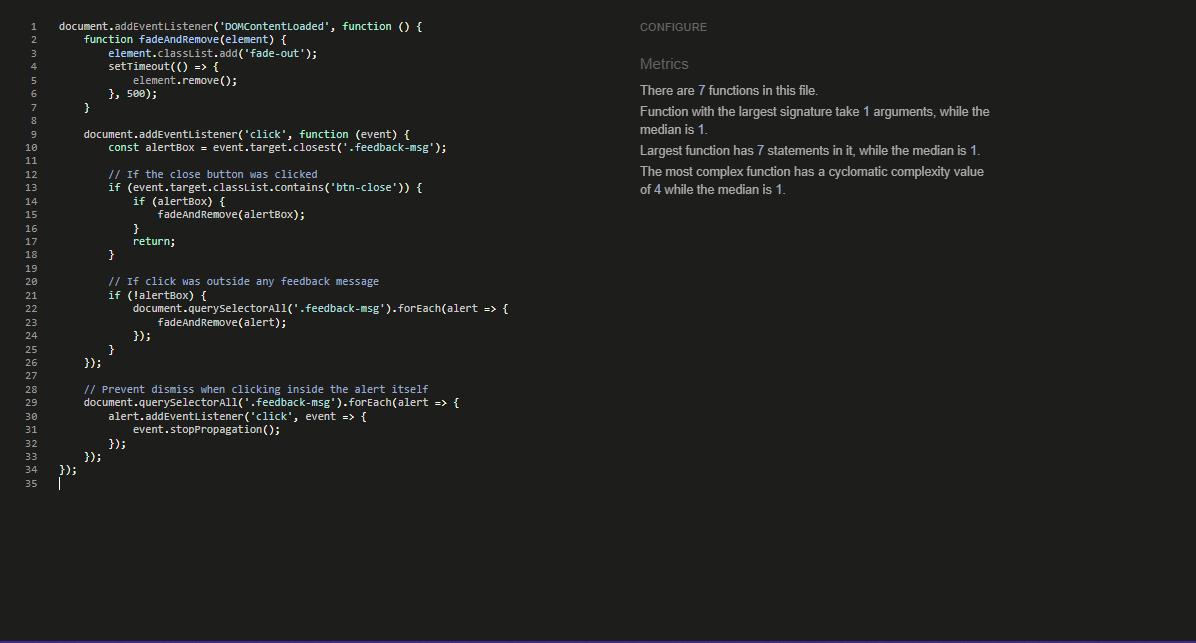 1 document.addEventListener('DOMContentLoaded', function () {
2     function fadeAndRemove(element) {
3         element.classList.add('fade-out');
4         setTimeout(() => {
5             element.remove();
6         }, 500);
7     }
8
9     document.addEventListener('click', function (event) {
10         const alertBox = event.target.closest('.feedback-msg');
11
12         // If the close button was clicked
13         if (event.target.classList.contains('btn-close')) {
14             if (alertBox) {
15                 fadeAndRemove(alertBox);
16             }
17             return;
18         }
19
20         // If click was outside any feedback message
21         if (!alertBox) {
22             document.querySelectorAll('.feedback-msg').forEach(alert => {
23                 fadeAndRemove(alert);
24             });
25         }
26     });
27
28     // Prevent dismiss when clicking inside the alert itself
29     document.querySelectorAll('.feedback-msg').forEach(alert => {
30         alert.addEventListener('click', event => {
31             event.stopPropagation();
32         });
33     });
34 });
35
CONFIGURE
Metrics
There are 7 functions in this file.
Function with the largest signature take 1 arguments, while the
median is 1.
Largest function has 7 statements in it, while the median is 1.
The most complex function has a cyclomatic complexity value
of 4 while the median is 1.